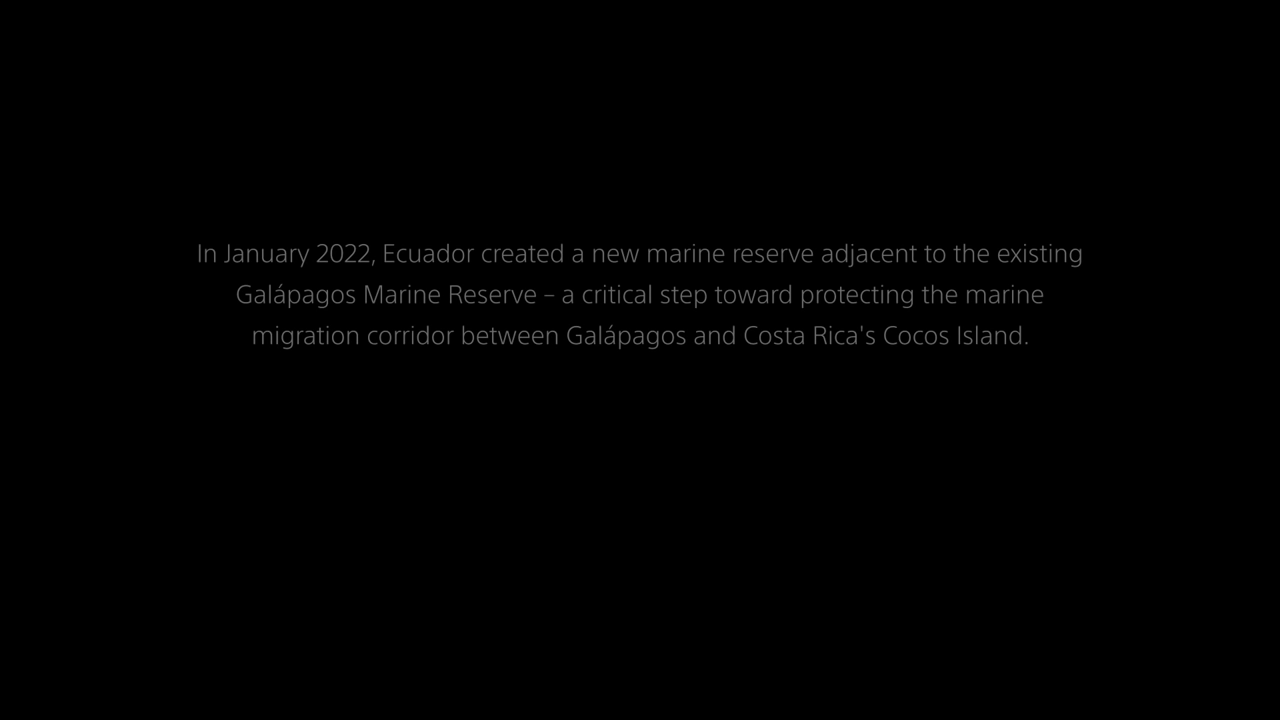 In January 2022, Ecuador created a new marine reserve adjacent to the existing
Galápagos Marine Reserve – a critical step toward protecting the marine
migration corridor between Galápagos and Costa Rica's Cocos Island.